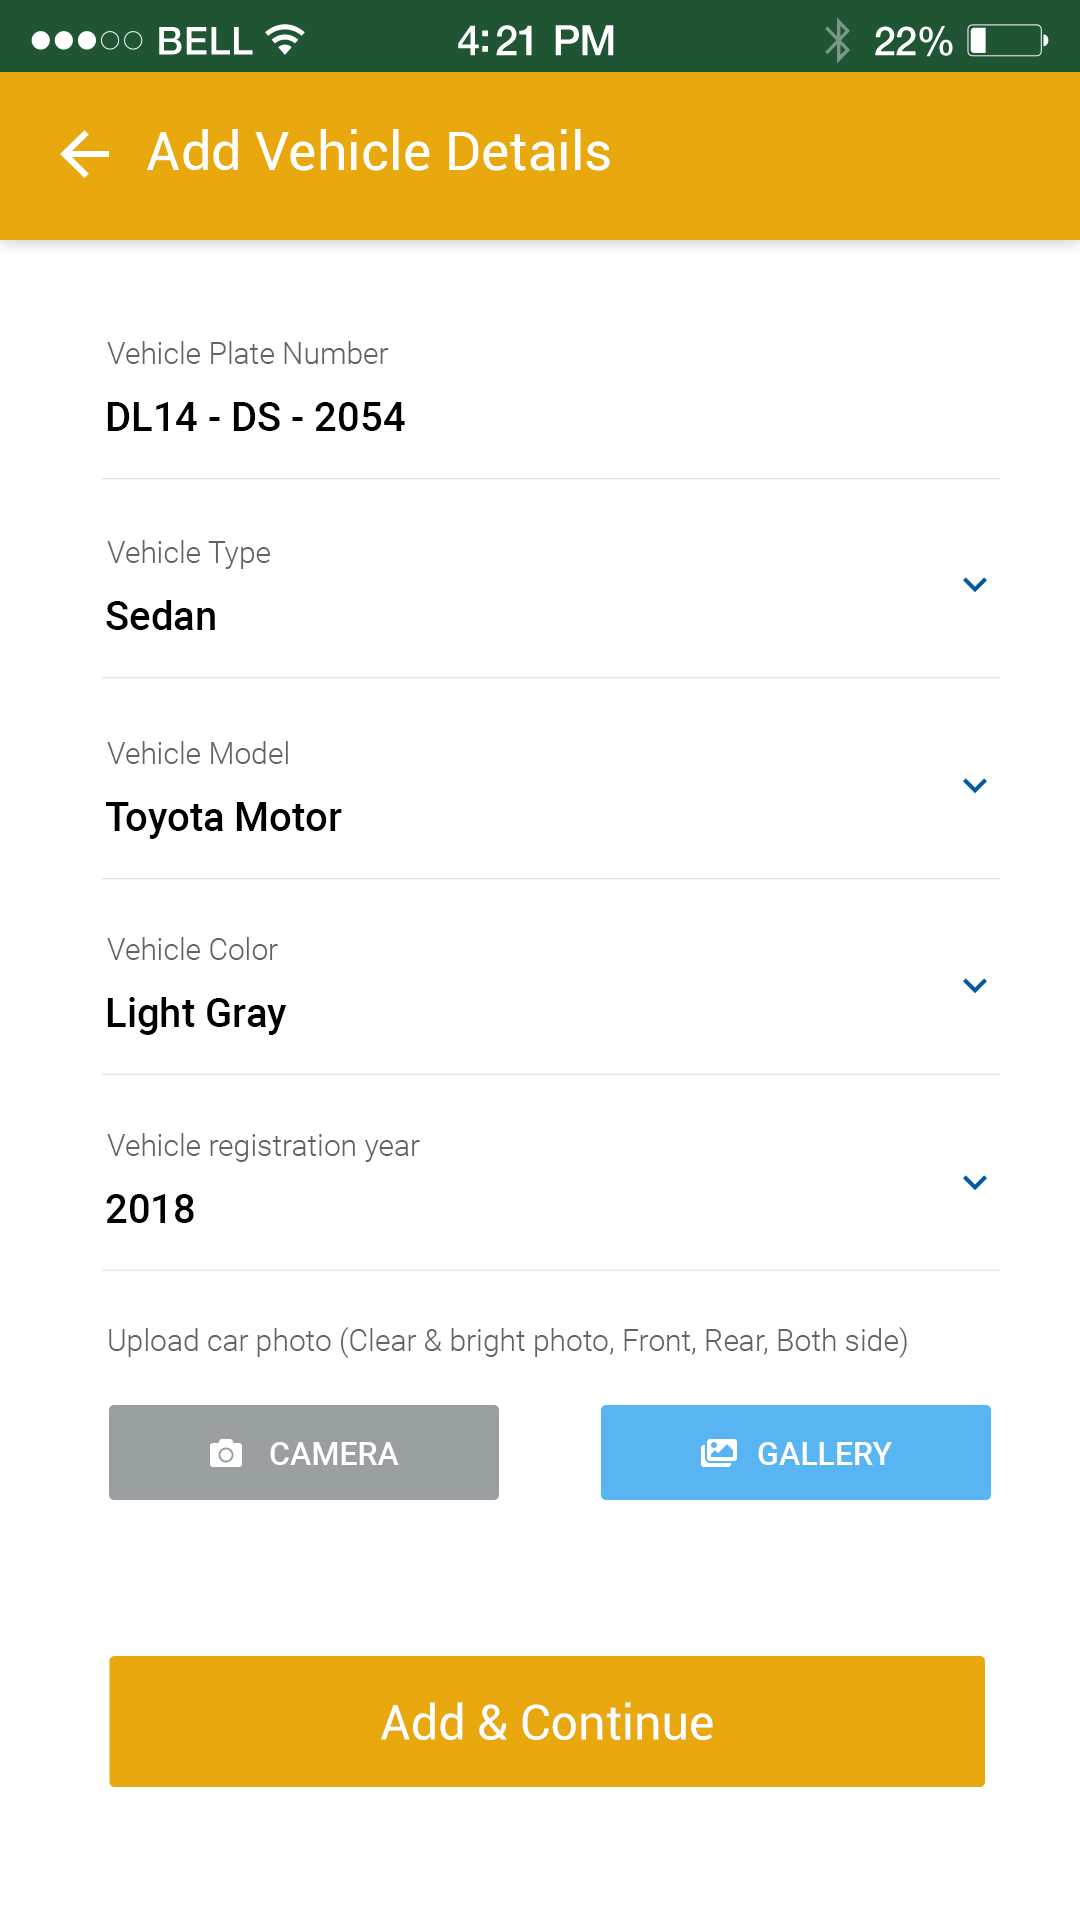 BELL 4:21 PM 22%
Add Vehicle Details
Vehicle Plate Number
DL14 - DS - 2054
Vehicle Type
Sedan
Vehicle Model
Toyota Motor
Vehicle Color
Light Gray
Vehicle registration year
2018
Upload car photo (Clear & bright photo, Front, Rear, Both side)
CAMERA GALLERY
Add & Continue